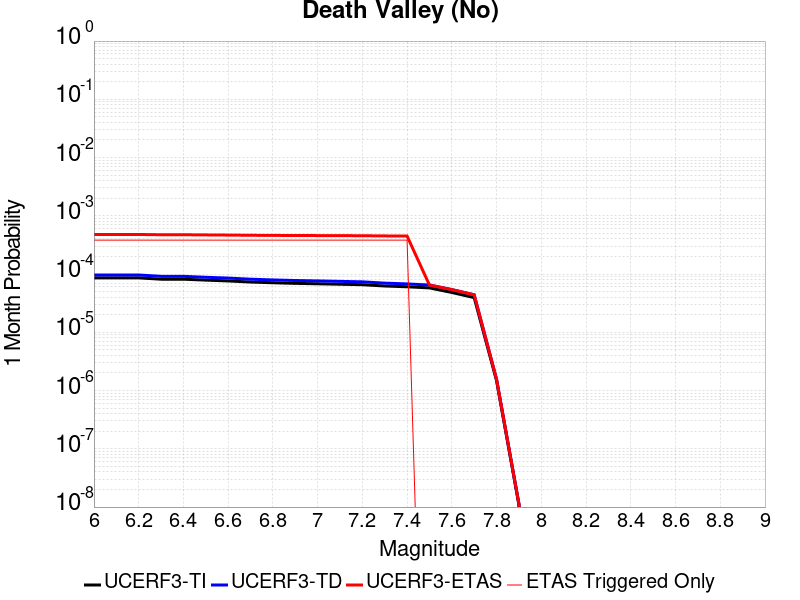 Death Valley (No)
10^0
10^-1
10^-2
10^-3
10^-4
10^-5
10^-6
10^-7
10^-8
1 Month Probability
6 6.2 6.4 6.6 6.8 7 7.2 7.4 7.6 7.8 8 8.2 8.4 8.6 8.8 9
Magnitude
UCERF3-TI UCERF3-TD UCERF3-ETAS ETAS Triggered Only